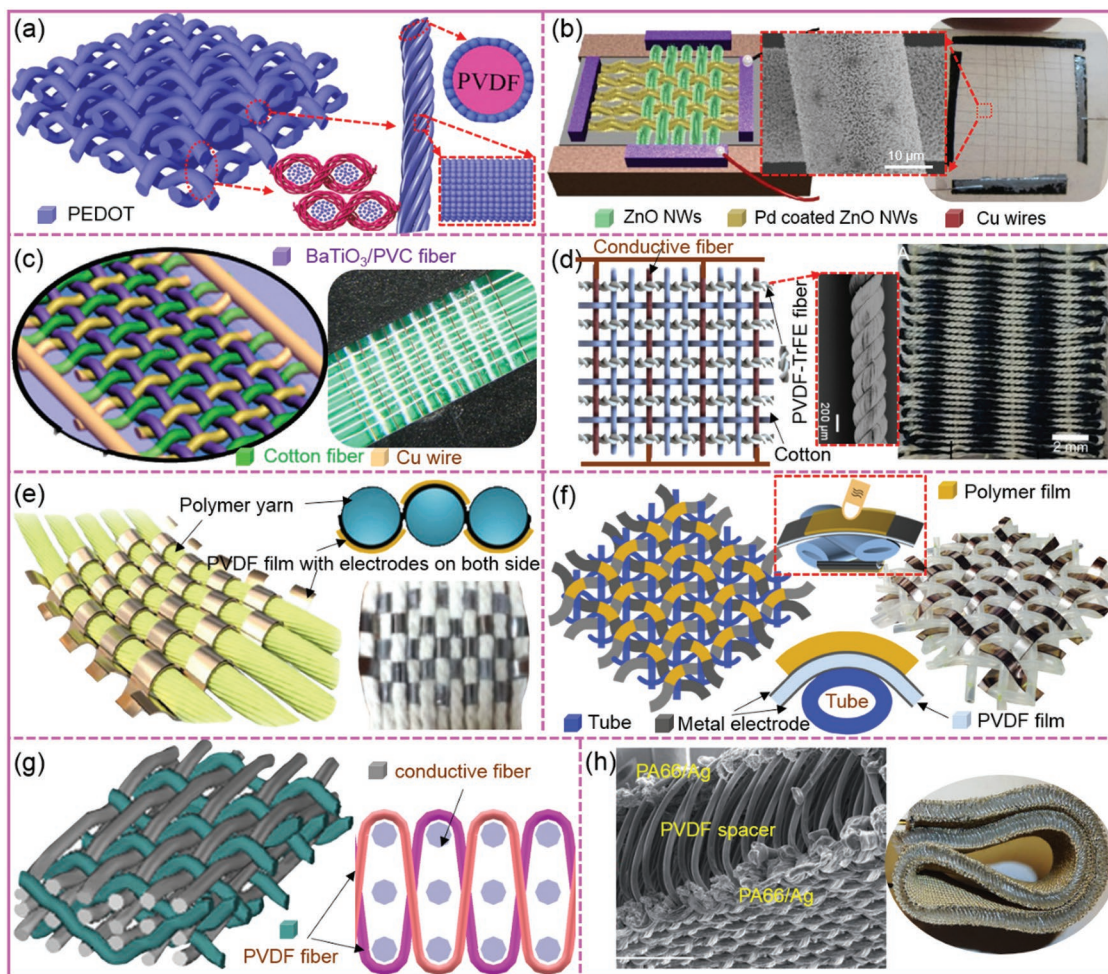 (a)
PVDF
PEDOT
(b)
10 μm
ZnO NWs
Pd coated ZnO NWs
Cu wires
(c)
BaTiO3/PVC fiber
Cotton fiber
Cu wire
(d)
Conductive fiber
PVDF-TrFE fiber
Cotton
200 μm
A
2 mm
(e)
Polymer yarn
PVDF film with electrodes on both side
(f)
Polymer film
Tube
Tube
Metal electrode
PVDF film
(g)
conductive fiber
PVDF fiber
(h)
PA66/Ag
PVDF spacer
PA66/Ag